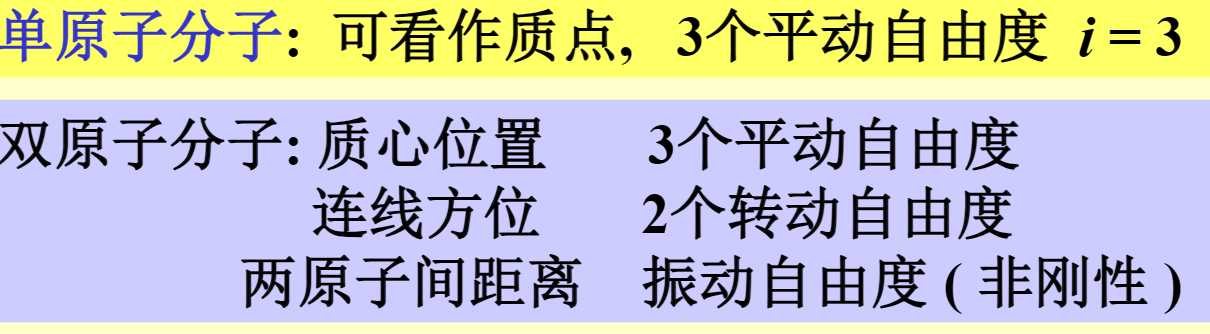 单原子分子: 可看作质点, 3个平动自由度 i = 3
双原子分子: 质心位置 3个平动自由度
连线方位 2个转动自由度
两原子间距离 振动自由度 ( 非刚性 )